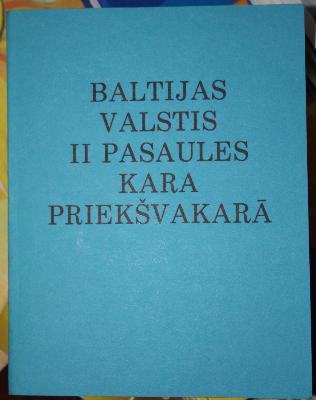 BALTIJAS
VALSTIS
II PASAULES
KARA
PRIEKŠVAKARĀ